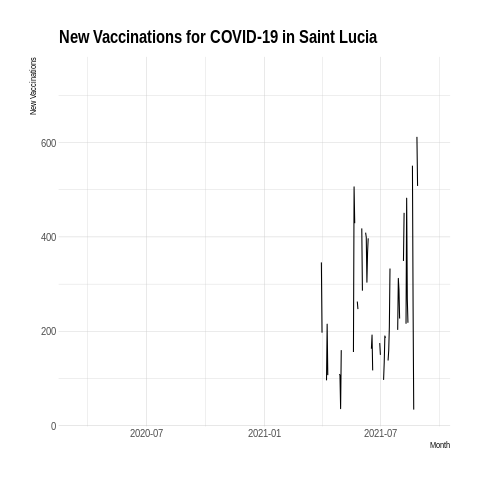 New Vaccinations for COVID-19 in Saint Lucia
New Vaccinations
600
400
200
0
2020-07 2021-01 2021-07
Month